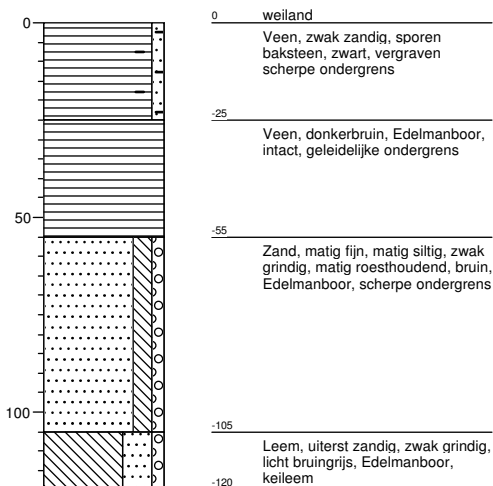 0
50
100
0 weiland
Veen, zwak zandig, sporen
baksteen, zwart, vergraven
scherpe ondergrens
-25
Veen, donkerbruin, Edelmanboor,
intact, geleidelijke ondergrens
-55
Zand, matig fijn, matig siltig, zwak
grindig, matig roesthoudend, bruin,
Edelmanboor, scherpe ondergrens
-105
Leem, uiterst zandig, zwak grindig,
licht bruingrijs, Edelmanboor,
keileem
-120